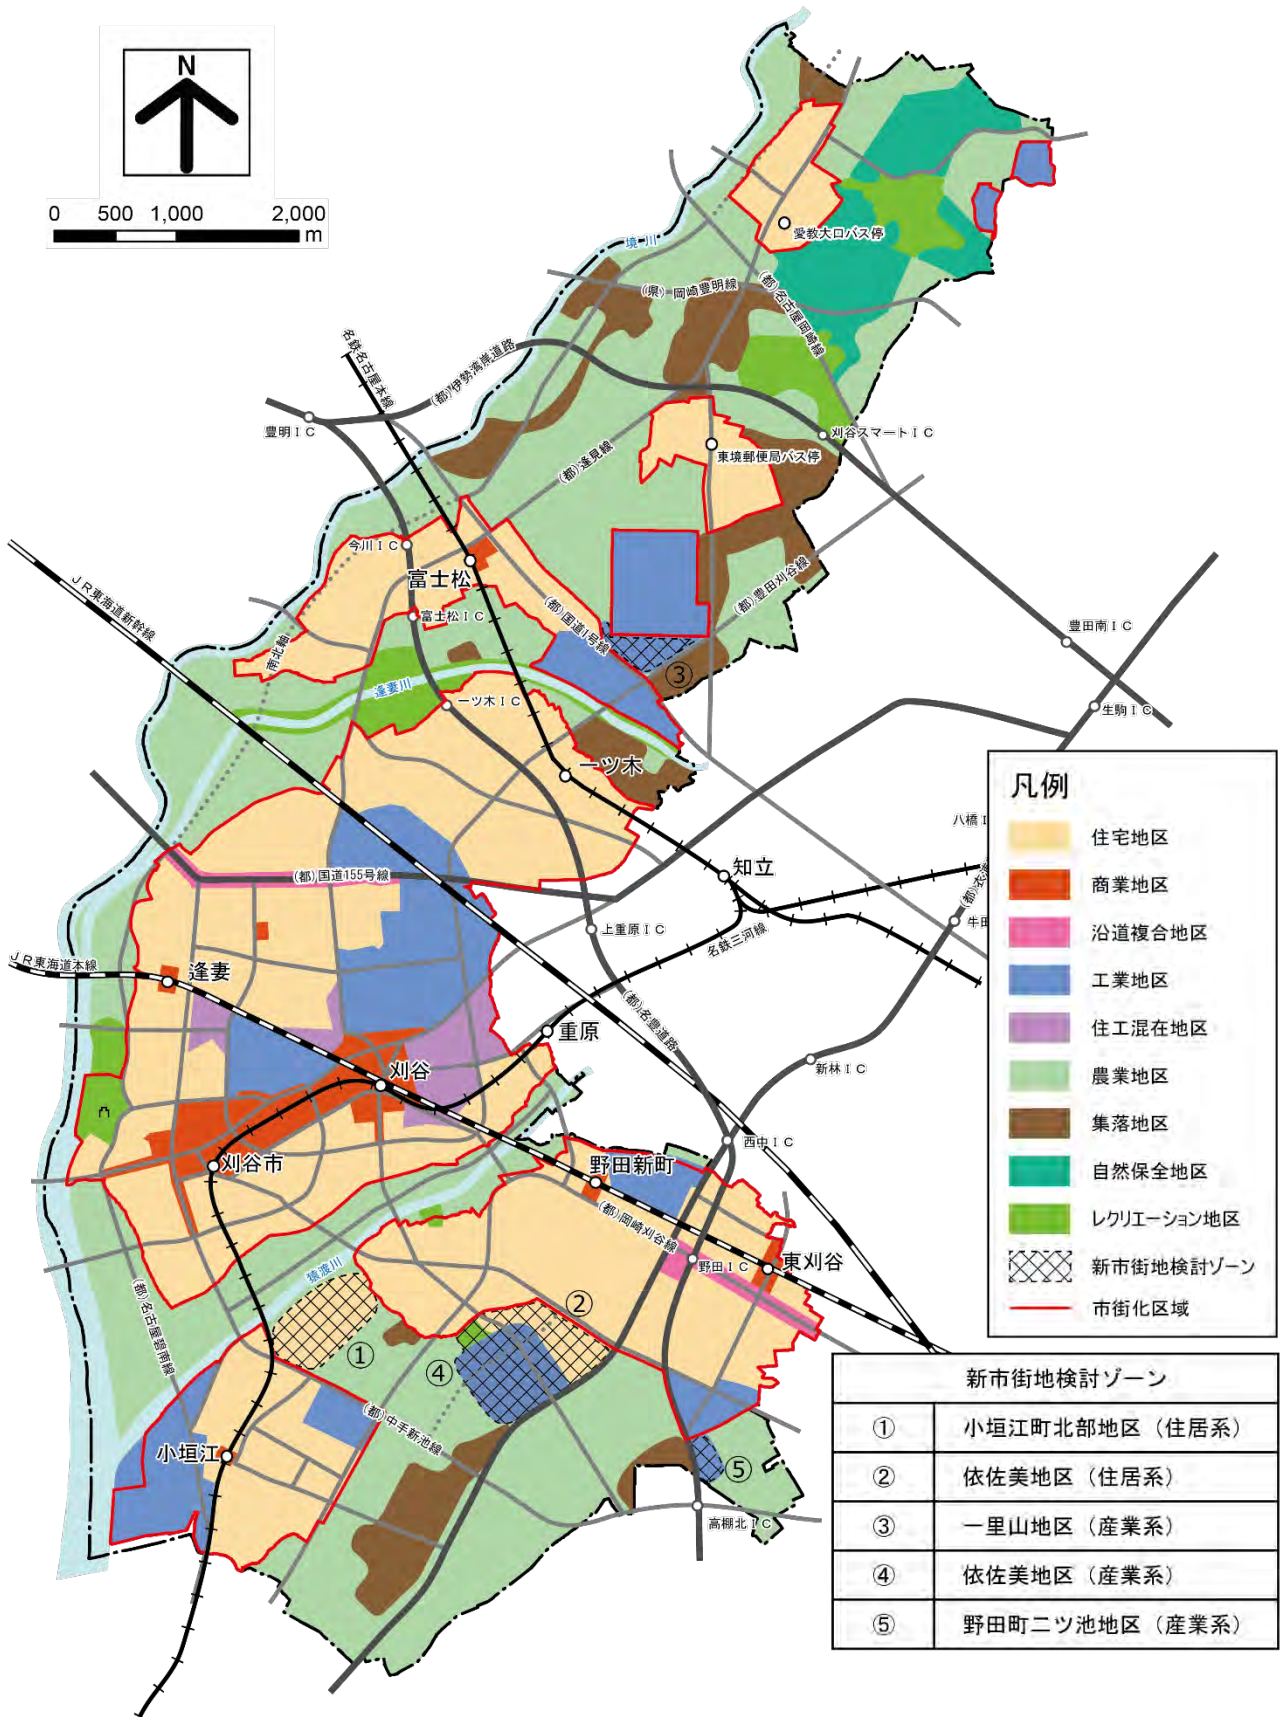 N
0 500 1,000 2,000
m
境川
愛教大口バス停
(県)岡崎豊明線
(都)名古屋岡崎線
名鉄名古屋本線
(都)伊勢湾岸道路
豊明ＩＣ
刈谷スマートＩＣ
東境郵便局バス停
(都)逢見線
今川ＩＣ
富士松
ＪＲ東海道新幹線
富士松ＩＣ
(都)国道1号線
(都)豊田刈谷線
豊田南ＩＣ
南北軸
③
逢妻川
一ツ木ＩＣ
生駒ＩＣ
一ツ木
凡例
住宅地区
商業地区
沿道複合地区
工業地区
住工混在地区
農業地区
集落地区
自然保全地区
レクリエーション地区
新市街地検討ゾーン
市街化区域
八橋Ｉ
知立
(都)国道155号線
(都)衣浦
牛田
上重原ＩＣ
名鉄三河線
ＪＲ東海道本線
逢妻
(都)名豊道路
重原
新林ＩＣ
刈谷
西中ＩＣ
刈谷市
野田新町
(都)岡崎刈谷線
野田ＩＣ
東刈谷
猿渡川
(都)名古屋碧南線
②
①
④
(都)中手新池線
小垣江
⑤
高棚北ＩＣ
新市街地検討ゾーン
① 小垣江町北部地区（住居系）
② 依佐美地区（住居系）
③ 一里山地区（産業系）
④ 依佐美地区（産業系）
⑤ 野田町二ツ池地区（産業系）